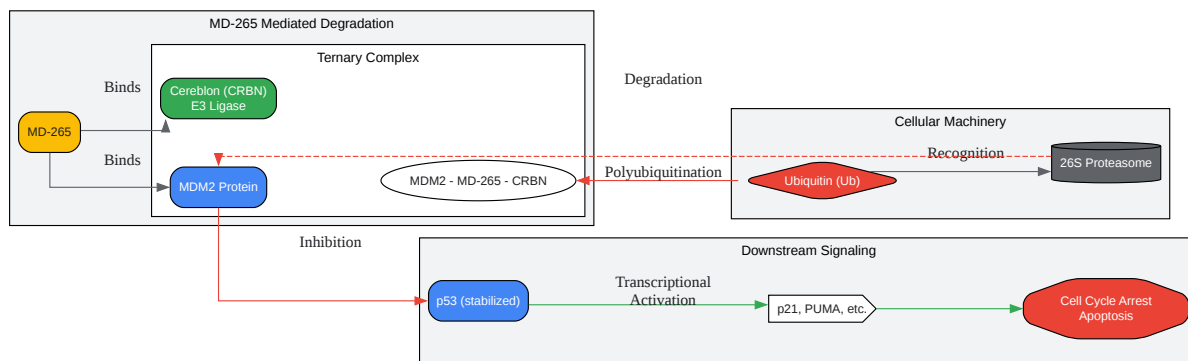 MD-265 Mediated Degradation
Ternary Complex
Binds
Cereblon (CRBN)
E3 Ligase
MD-265
Binds
MDM2 Protein
MDM2 - MD-265 - CRBN
Degradation
Cellular Machinery
Recognition
26S Proteasome
Polyubiquitination
Ubiquitin (Ub)
Inhibition
Downstream Signaling
p53 (stabilized)
Transcriptional
Activation
p21, PUMA, etc.
Cell Cycle Arrest
Apoptosis